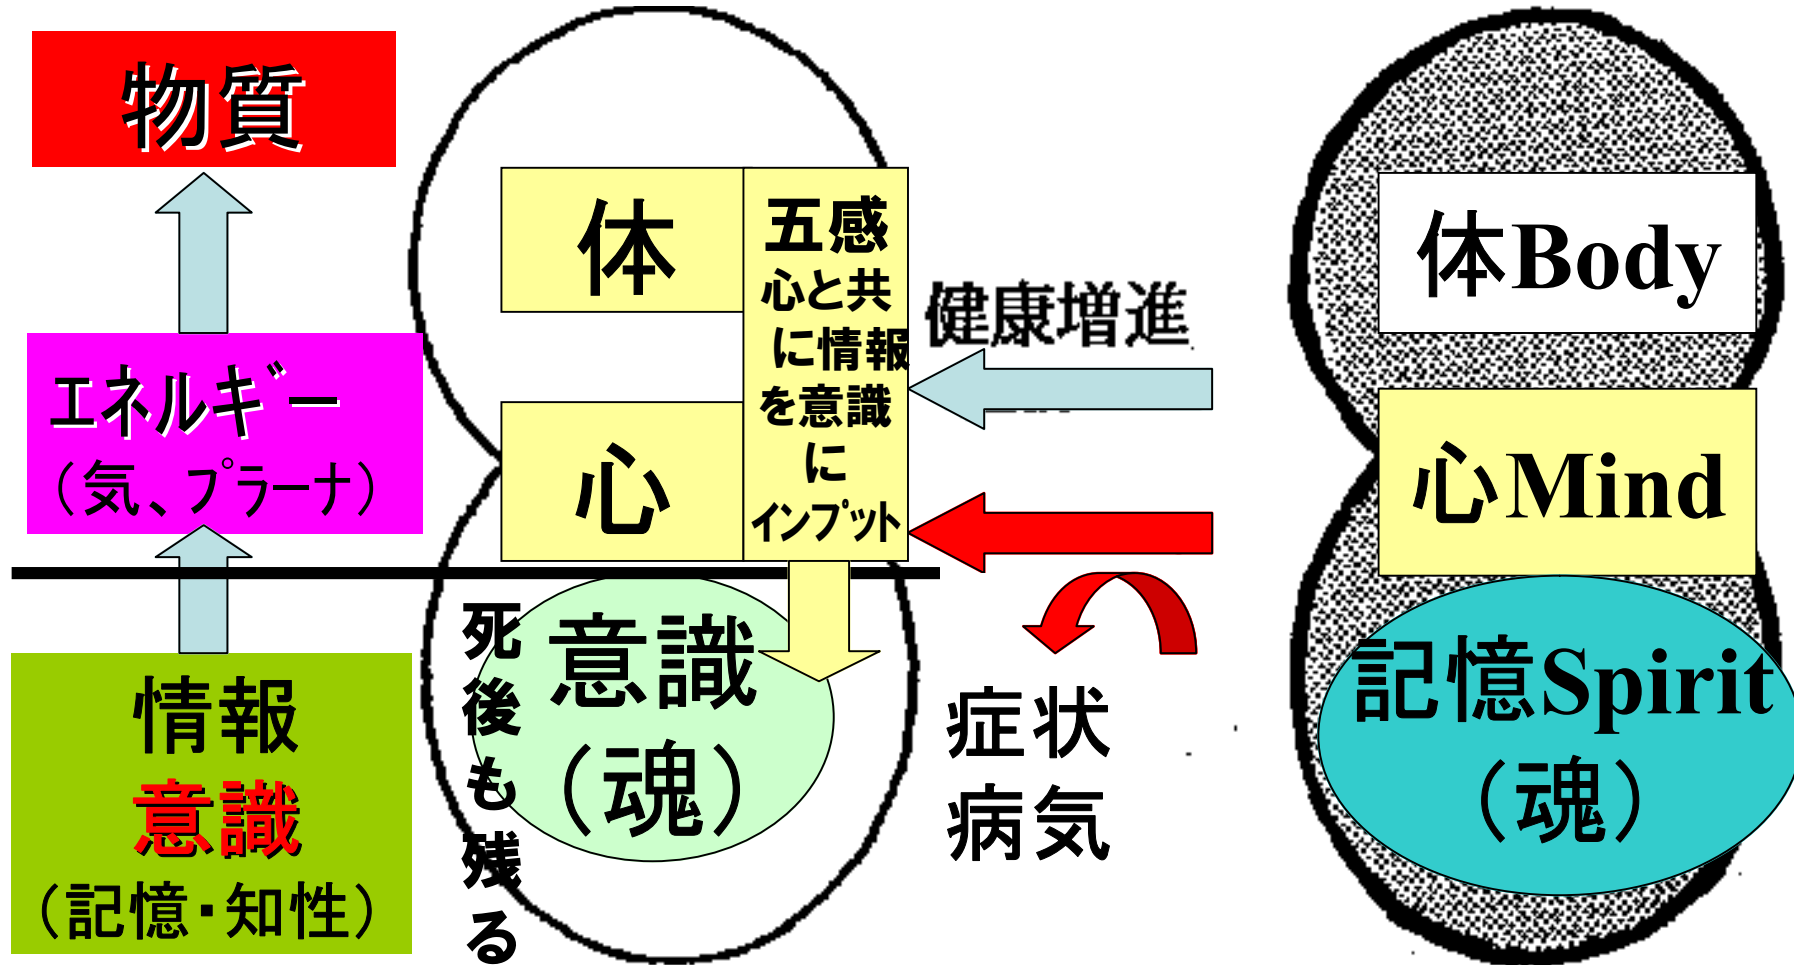 物質
エネルギー
（気、プラーナ）
情報
意識
（記憶・知性）
体
心
五感
心と共
に情報
を意識
に
インプット
死後も残る
意識
（魂）
健康増進
症状
病気
体Body
心Mind
記憶Spirit
（魂）